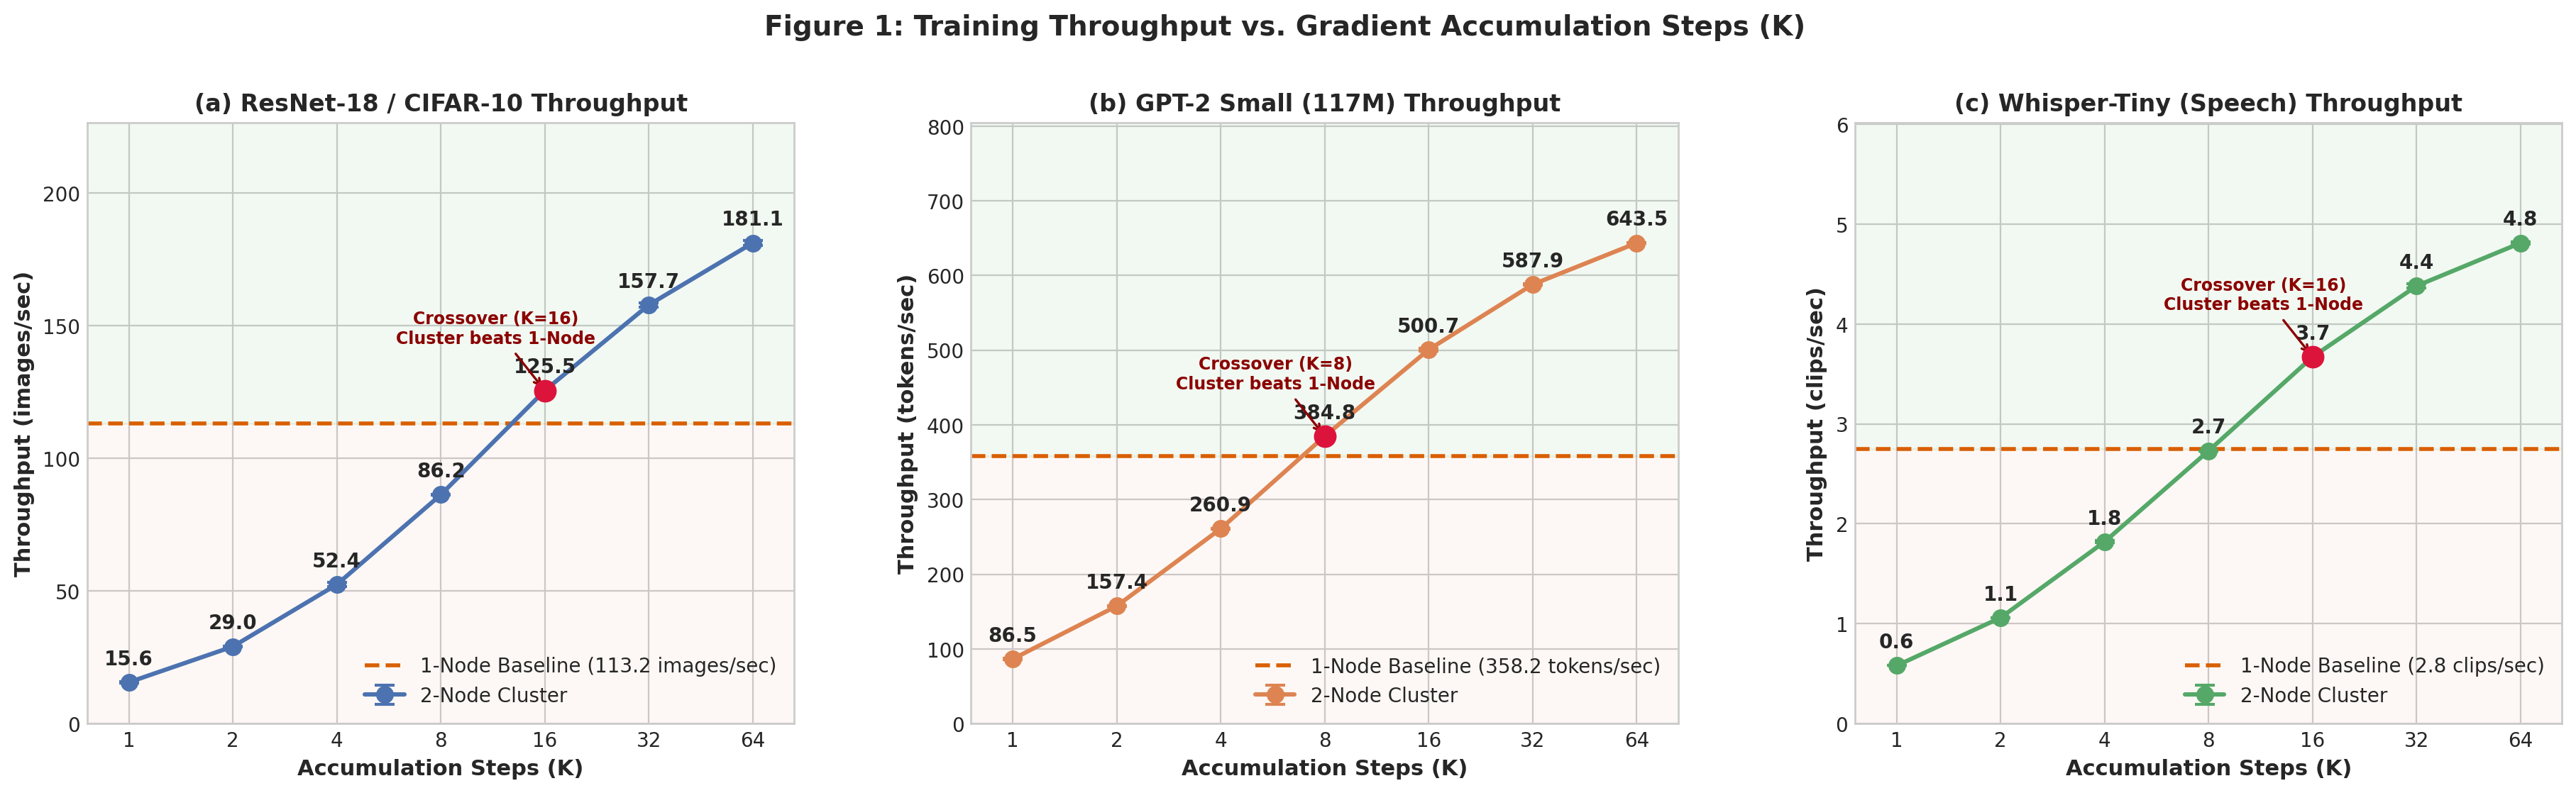 Figure 1: Training Throughput vs. Gradient Accumulation Steps (K)
(a) ResNet-18 / CIFAR-10 Throughput
Throughput (images/sec)
200
150
100
50
0
181.1
157.7
Crossover (K=16)
Cluster beats 1-Node
125.5
86.2
52.4
29.0
15.6
1-Node Baseline (113.2 images/sec)
2-Node Cluster
1 2 4 8 16 32 64
Accumulation Steps (K)
(b) GPT-2 Small (117M) Throughput
Throughput (tokens/sec)
800
700
600
500
400
300
200
100
0
643.5
587.9
500.7
Crossover (K=8)
Cluster beats 1-Node
384.8
260.9
157.4
86.5
1-Node Baseline (358.2 tokens/sec)
2-Node Cluster
1 2 4 8 16 32 64
Accumulation Steps (K)
(c) Whisper-Tiny (Speech) Throughput
Throughput (clips/sec)
6
5
4
3
2
1
0
4.8
4.4
Crossover (K=16)
Cluster beats 1-Node
3.7
2.7
1.8
1.1
0.6
1-Node Baseline (2.8 clips/sec)
2-Node Cluster
1 2 4 8 16 32 64
Accumulation Steps (K)